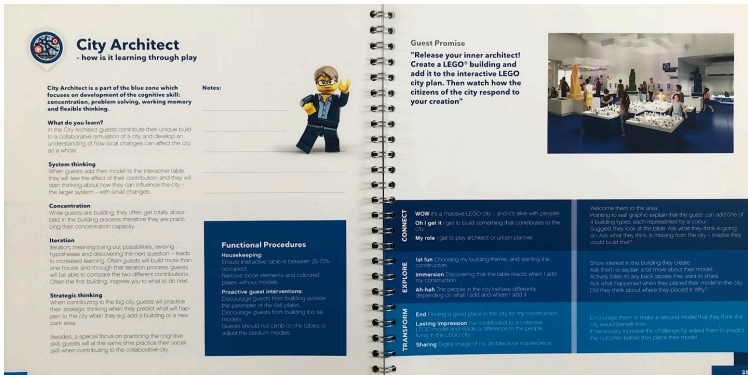 City Architect
– how is it learning through play
City Architect is a part of the blue zone which
focuses on development of the cognitive skill:
concentration, problem solving, working memory
and flexible thinking.
What do you learn?
In the City Architect guests contribute their unique build
to a collaborative simulation of a city and develop an
understanding of how local changes can affect the city
as a whole.
System thinking
When guests add their model to the interactive table,
they will see the effect of their contribution, and they will
start thinking about how they can influence the city –
the larger system – with small changes.
Concentration
While guests are building, they often get totally absor-
bed in the building process, therefore they are practi-
cing their concentration capacity.
Iteration
Iteration, meaning trying out possibilities, revising
hypotheses and discovering the next question – leads
to increased learning. Often guests will build more than
one house, and through that iteration process, guests
will be able to compare the two different contributions.
Often the first building, inspires you to what to do next.
Strategic thinking
When contributing to the big city, guests will practice
their strategic thinking when they predict what will hap-
pen to the city when they e.g. add a building or a new
park area.
Besides, a special focus on practicing the cognitive
skill, guests will at the same time practice their social
skill when contributing to the collaborative city.
Notes:
Functional Procedures
Housekeeping:
Ensure interactive table is between 25-75%
occupied.
Remove loose elements and coloured
plates without models.
Proactive guest interventions:
Discourage guests from building outside
the perimeter of the 6x6 plates.
Discourage guests from building too tall
models.
Guests should not climb on the tables or
adjust the stadium models.
Guest Promise
"Release your inner architect!
Create a LEGO® building and
add it to the interactive LEGO
city plan. Then watch how the
citizens of the city respond to
your creation"
CONNECT
WOW It's a massive LEGO city ... and it's alive with people!
Oh I get it I get to build something that contributes to the
city.
My role I get to play architect or urban planner.
Welcome them to the area.
Pointing to wall graphic explain that the guest can add one of
4 building types, each represented by a colour.
Suggest they look at the table. Ask what they think is going
on. Ask what they think is missing from the city – maybe they
could build that?
EXPLORE
1st fun Choosing my building theme, and starting the
construction.
Immersion Discovering that the table reacts when I add
my construction.
Ah-hah The people in the city behave differently,
depending on what I add and where I add it.
Show interest in the building they create.
Ask them to explain a bit more about their model.
Actively listen to any back stories they want to share.
Ask what happened when they placed their model in the city.
Did they think about where they placed it. Why?
TRANSFORM
End Finding a good place in the city for my construction.
Lasting Impression I've contributed to a collective
LEGO model and made a difference to the people
living in the LEGO city.
Sharing Digital image of my architectural masterpiece.
Encourage them to make a second model that they think the
city would benefit from.
If necessary, increase the challenge by asking them to predict
the outcome before they place their model.